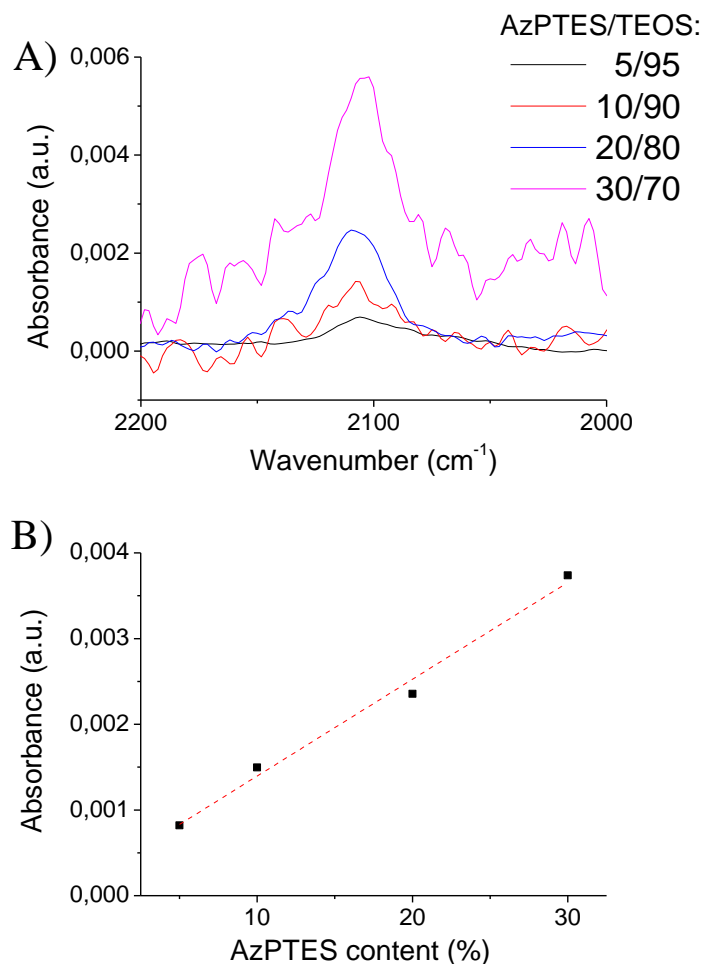 A)
AzPTES/TEOS:
5/95
10/90
20/80
30/70
0,006
0,004
0,002
0,000
Absorbance (a.u.)
2200 2100 2000
Wavenumber (cm⁻¹)
B)
0,004
0,003
0,002
0,001
0,000
Absorbance (a.u.)
10 20 30
AzPTES content (%)